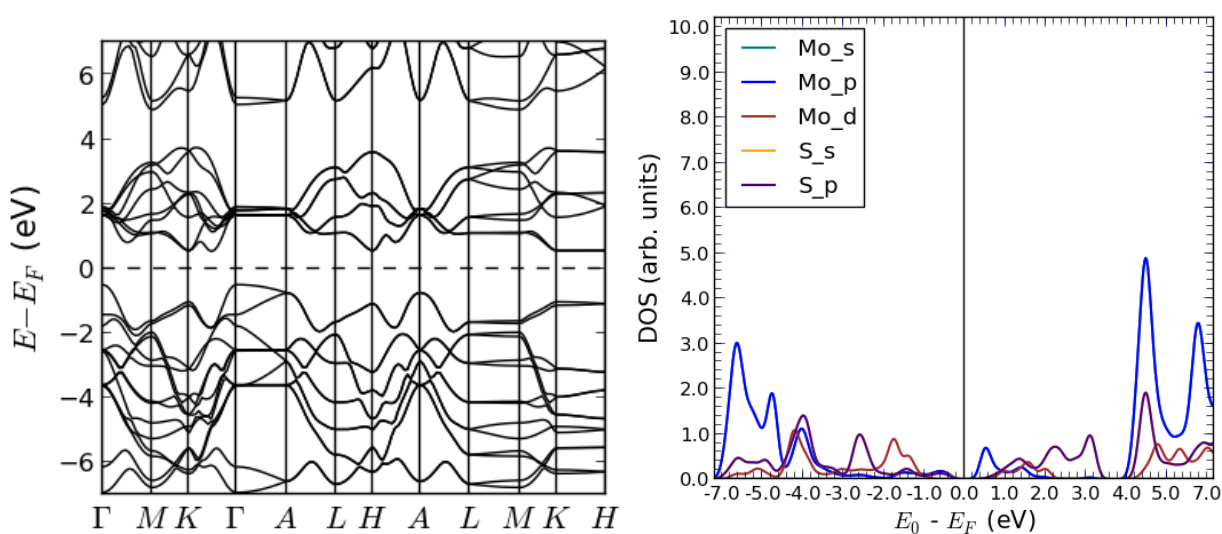 6
4
2
0
−2
−4
−6
E−E_F (eV)
Γ M K Γ A L H A L M K H
10.0
9.0
8.0
7.0
6.0
5.0
4.0
3.0
2.0
1.0
0.0
DOS (arb. units)
Mo_s
Mo_p
Mo_d
S_s
S_p
-7.0 -5.0 -4.0 -3.0 -2.0 -1.0 0.0 1.0 2.0 4.0 5.0 6.0 7.0
E_0 - E_F (eV)